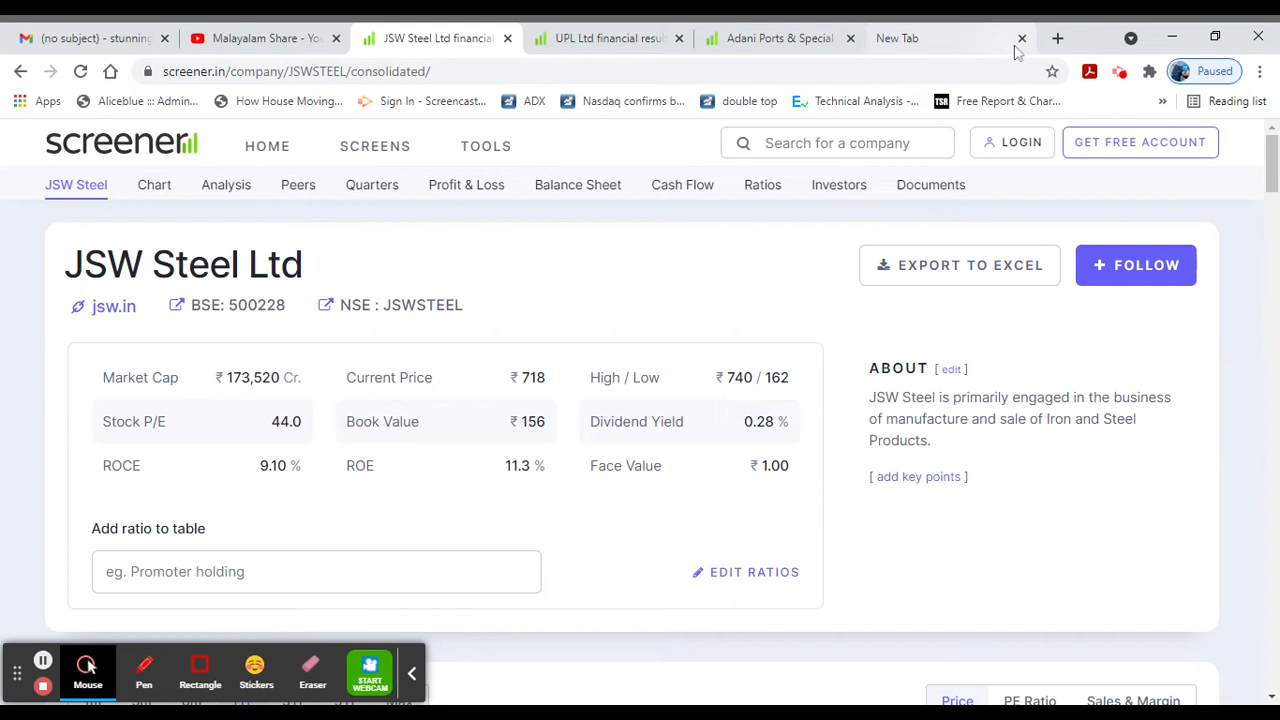 (no subject) - stunning
Malayalam Share - Yo
JSW Steel Ltd financial
UPL Ltd financial resul
Adani Ports & Special
New Tab
screener.in/company/JSWSTEEL/consolidated/
Paused
Apps
Aliceblue ::: Admin...
How House Moving...
Sign In - Screencast...
ADX
Nasdaq confirms b...
double top
Technical Analysis -...
TSR Free Report & Char...
»
Reading list
screener
HOME
SCREENS
TOOLS
Search for a company
LOGIN
GET FREE ACCOUNT
JSW Steel
Chart
Analysis
Peers
Quarters
Profit & Loss
Balance Sheet
Cash Flow
Ratios
Investors
Documents
JSW Steel Ltd
EXPORT TO EXCEL
+ FOLLOW
jsw.in
BSE: 500228
NSE : JSWSTEEL
Market Cap ₹ 173,520 Cr.
Current Price ₹ 718
High / Low ₹ 740 / 162
Stock P/E 44.0
Book Value ₹ 156
Dividend Yield 0.28 %
ROCE 9.10 %
ROE 11.3 %
Face Value ₹ 1.00
ABOUT [ edit ]
JSW Steel is primarily engaged in the business
of manufacture and sale of Iron and Steel
Products.
[ add key points ]
Add ratio to table
eg. Promoter holding
EDIT RATIOS
Mouse
Pen
Rectangle
Stickers
Eraser
START
WEBCAM
Max
Price
PE Ratio
Sales & Margin